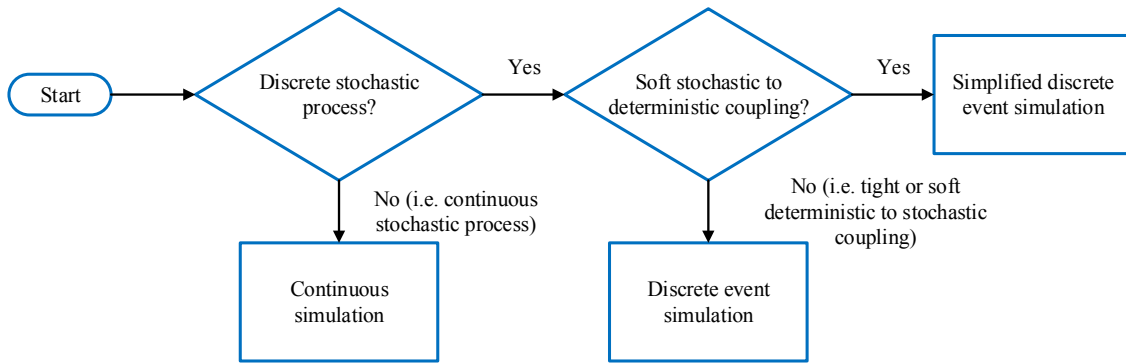 Start
Discrete stochastic
process?
Yes
Soft stochastic to
deterministic coupling?
Yes
Simplified discrete
event simulation
No (i.e. continuous
stochastic process)
No (i.e. tight or soft
deterministic to stochastic
coupling)
Continuous
simulation
Discrete event
simulation